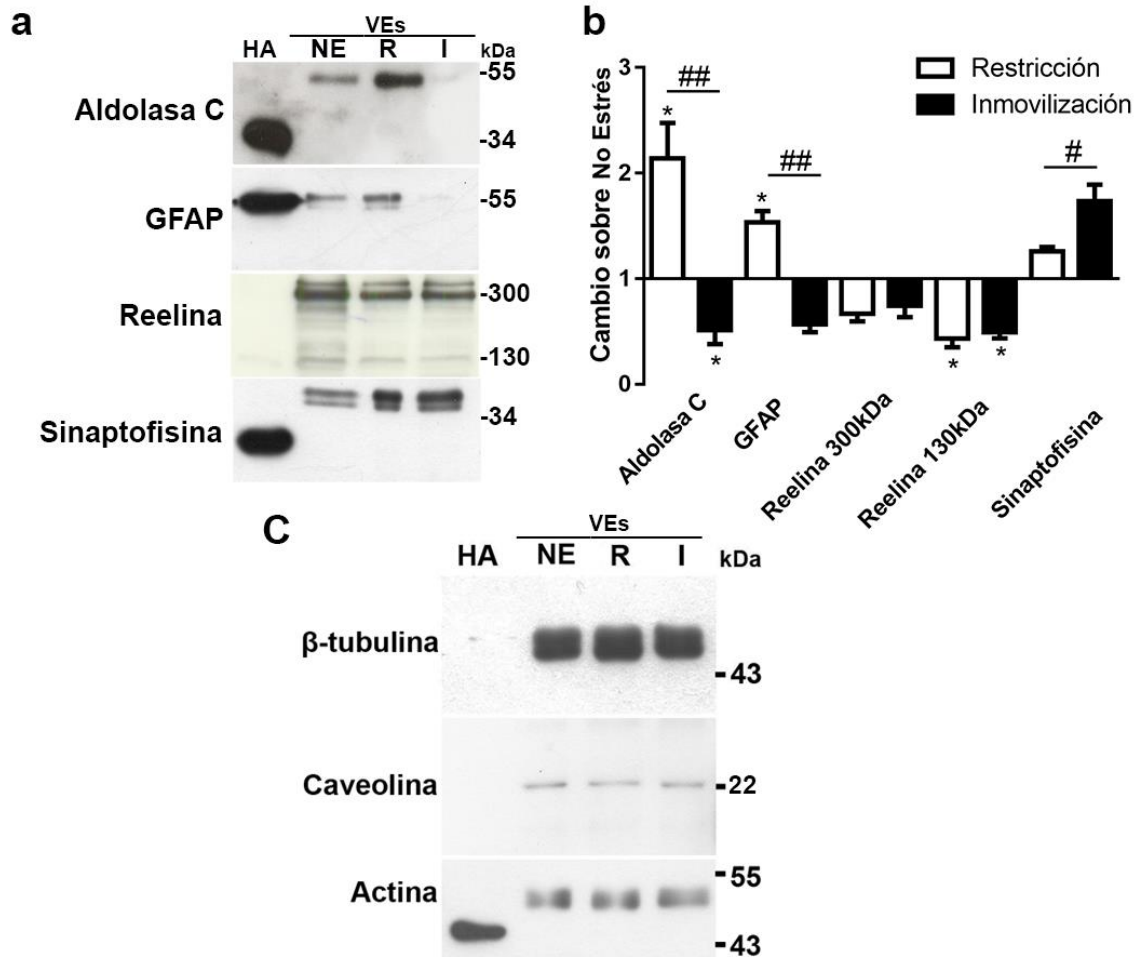 a
VEs
HA NE R I kDa
Aldolasa C
-55
-34
GFAP
-55
Reelina
-300
-130
Sinaptofisina
-34
b
Cambio sobre No Estrés
3
2
1
0
Restricción
Inmovilización
* ## *
* ##
* *
#
Aldolasa C
GFAP
Reelina 300kDa
Reelina 130kDa
Sinaptofisina
C
VEs
HA NE R I kDa
β-tubulina
-43
Caveolina
-22
Actina
-55
-43